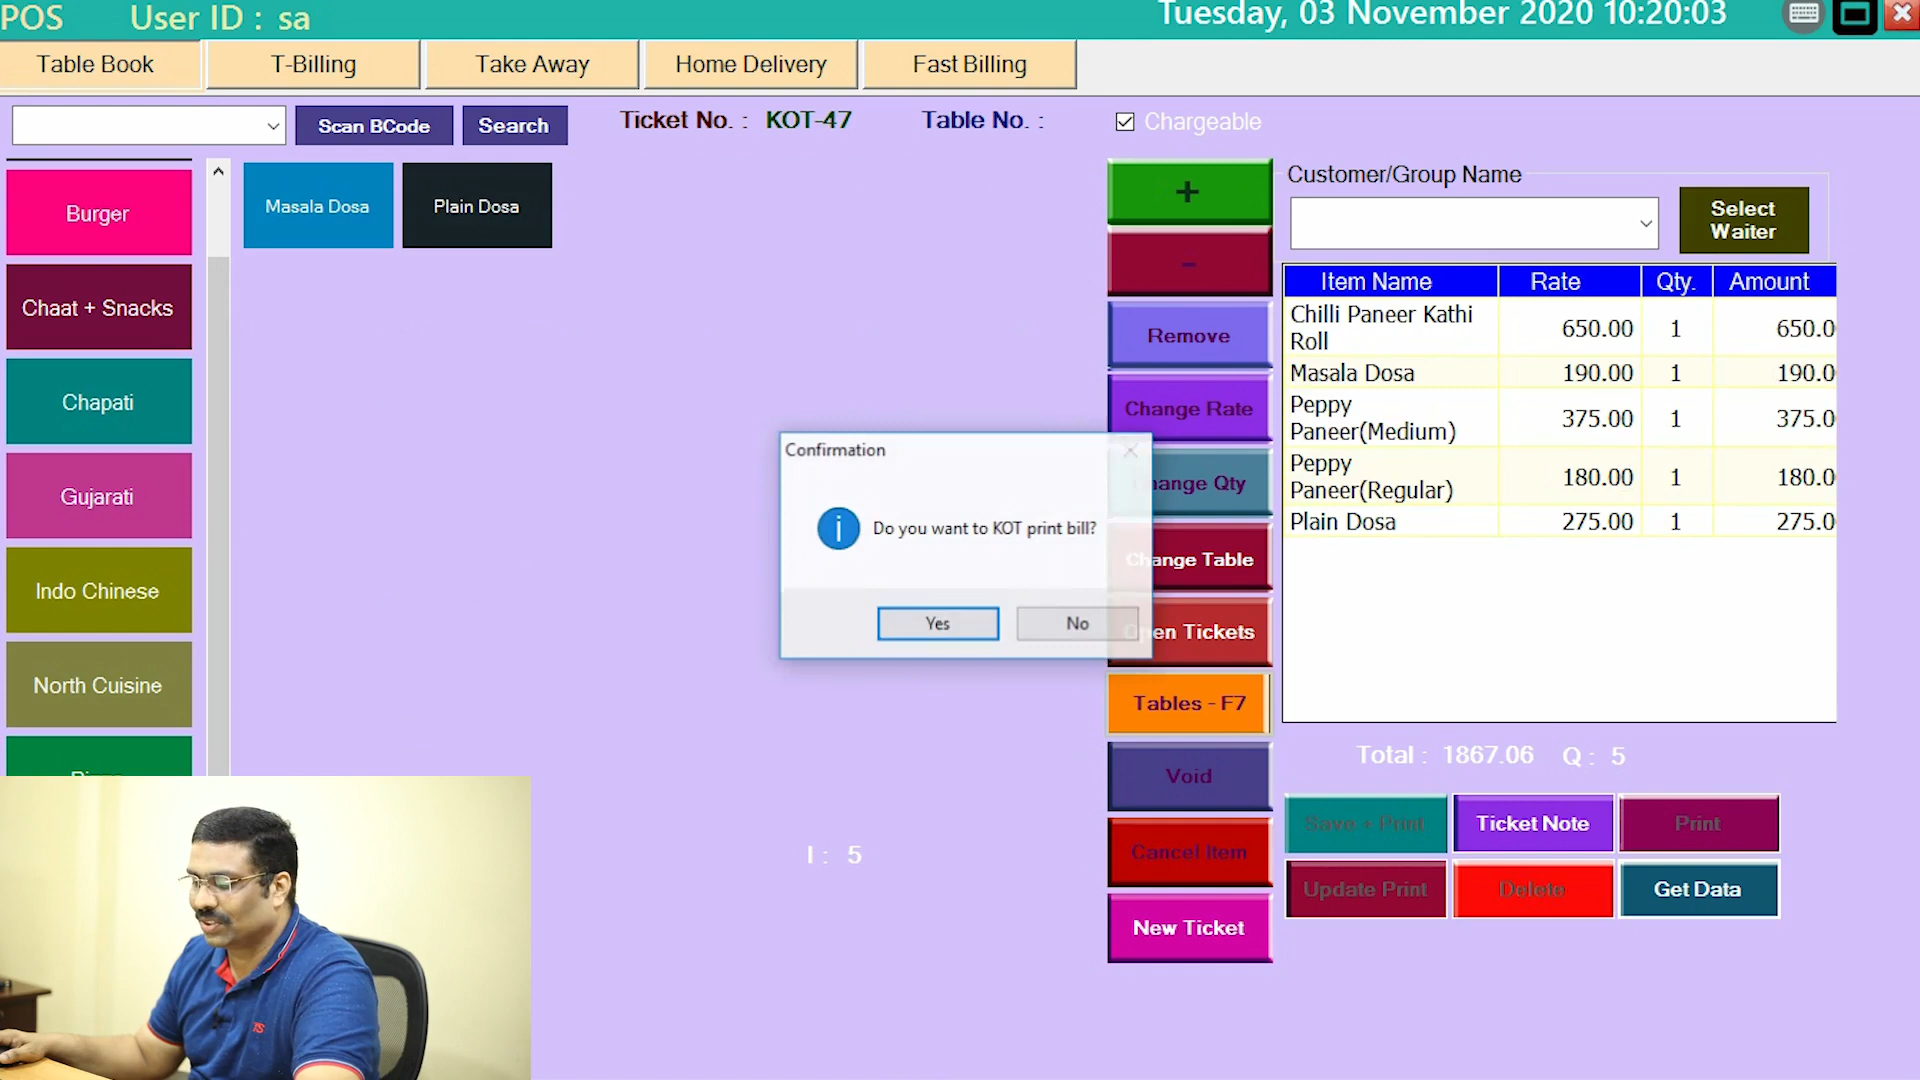 POS
User ID : sa
Tuesday, 03 November 2020 10:20:03
Table Book
T-Billing
Take Away
Home Delivery
Fast Billing
Scan BCode
Search
Ticket No. : KOT-47
Table No. :
Chargeable
Burger
Chaat + Snacks
Chapati
Gujarati
Indo Chinese
North Cuisine
Masala Dosa
Plain Dosa
+
-
Remove
Change Rate
Change Qty
Change Table
Open Tickets
Tables - F7
Void
Cancel Item
New Ticket
Confirmation
Do you want to KOT print bill?
Yes
No
Customer/Group Name
Select
Waiter
Item Name Rate Qty. Amount
Chilli Paneer Kathi
Roll 650.00 1 650.0
Masala Dosa 190.00 1 190.0
Peppy
Paneer(Medium) 375.00 1 375.0
Peppy
Paneer(Regular) 180.00 1 180.0
Plain Dosa 275.00 1 275.0
Total : 1867.06 Q : 5
Save + Print
Ticket Note
Print
Update Print
Delete
Get Data
I : 5
TS